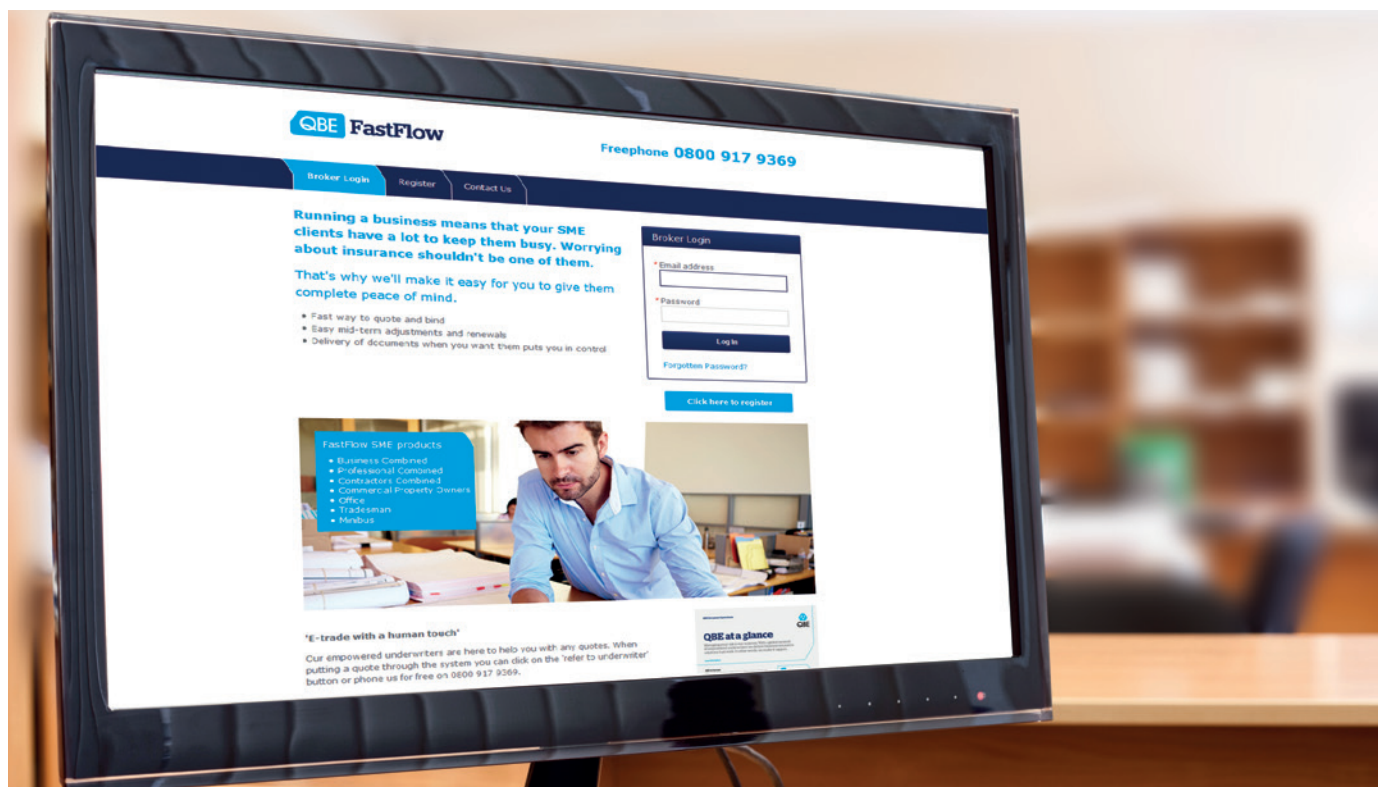 QBE FastFlow
Freephone 0800 917 9369
Broker Login
Register
Contact Us
Running a business means that your SME
clients have a lot to keep them busy. Worrying
about insurance shouldn't be one of them.
That's why we'll make it easy for you to give them
complete peace of mind.
• Fast way to quote and bind
• Easy mid-term adjustments and renewals
• Delivery of documents when you want them puts you in control
Broker Login
* Email address
* Password
Log In
Forgotten Password?
Click here to register
FastFlow SME products
• Business Combined
• Professional Combined
• Contractors Combined
• Commercial Property Owners
• Office
• Tradesman
• Minibus
'E-trade with a human touch'
Our empowered underwriters are here to help you with any quotes. When
putting a quote through the system you can click on the 'refer to underwriter'
button or phone us for free on 0800 917 9369.
QBE
QBE at a glance